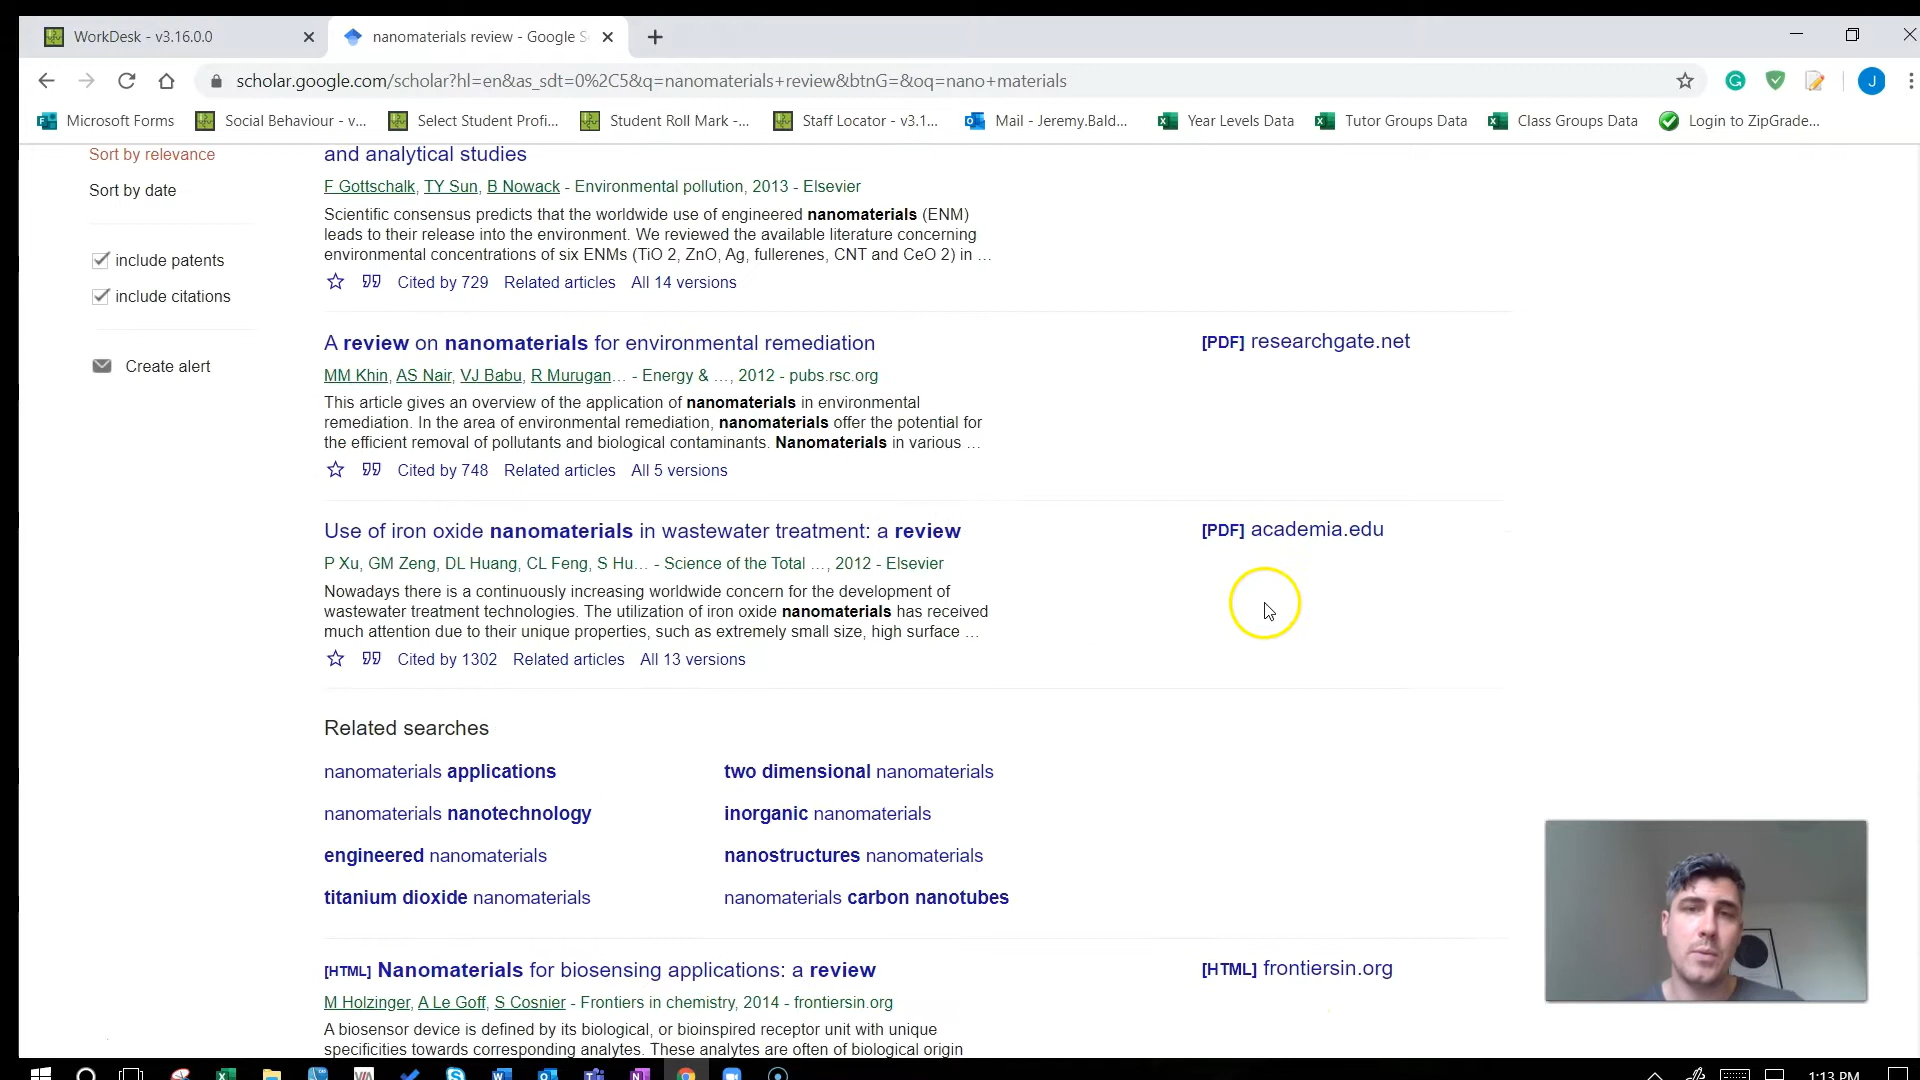 WorkDesk - v3.16.0.0
nanomaterials review - Google S
scholar.google.com/scholar?hl=en&as_sdt=0%2C5&q=nanomaterials+review&btnG=&oq=nano+materials
J
Microsoft Forms
Social Behaviour - v...
Select Student Profi...
Student Roll Mark -...
Staff Locator - v3.1...
Mail - Jeremy.Bald...
Year Levels Data
Tutor Groups Data
Class Groups Data
Login to ZipGrade...
Sort by relevance
Sort by date
include patents
include citations
Create alert
and analytical studies
F Gottschalk, TY Sun, B Nowack - Environmental pollution, 2013 - Elsevier
Scientific consensus predicts that the worldwide use of engineered nanomaterials (ENM)
leads to their release into the environment. We reviewed the available literature concerning
environmental concentrations of six ENMs (TiO 2, ZnO, Ag, fullerenes, CNT and CeO 2) in ...
Cited by 729 Related articles All 14 versions
A review on nanomaterials for environmental remediation
[PDF] researchgate.net
MM Khin, AS Nair, VJ Babu, R Murugan... - Energy & ..., 2012 - pubs.rsc.org
This article gives an overview of the application of nanomaterials in environmental
remediation. In the area of environmental remediation, nanomaterials offer the potential for
the efficient removal of pollutants and biological contaminants. Nanomaterials in various ...
Cited by 748 Related articles All 5 versions
Use of iron oxide nanomaterials in wastewater treatment: a review
[PDF] academia.edu
P Xu, GM Zeng, DL Huang, CL Feng, S Hu... - Science of the Total ..., 2012 - Elsevier
Nowadays there is a continuously increasing worldwide concern for the development of
wastewater treatment technologies. The utilization of iron oxide nanomaterials has received
much attention due to their unique properties, such as extremely small size, high surface ...
Cited by 1302 Related articles All 13 versions
Related searches
nanomaterials applications
two dimensional nanomaterials
nanomaterials nanotechnology
inorganic nanomaterials
engineered nanomaterials
nanostructures nanomaterials
titanium dioxide nanomaterials
nanomaterials carbon nanotubes
[HTML] Nanomaterials for biosensing applications: a review
[HTML] frontiersin.org
M Holzinger, A Le Goff, S Cosnier - Frontiers in chemistry, 2014 - frontiersin.org
A biosensor device is defined by its biological, or bioinspired receptor unit with unique
specificities towards corresponding analytes. These analytes are often of biological origin
1:13 PM